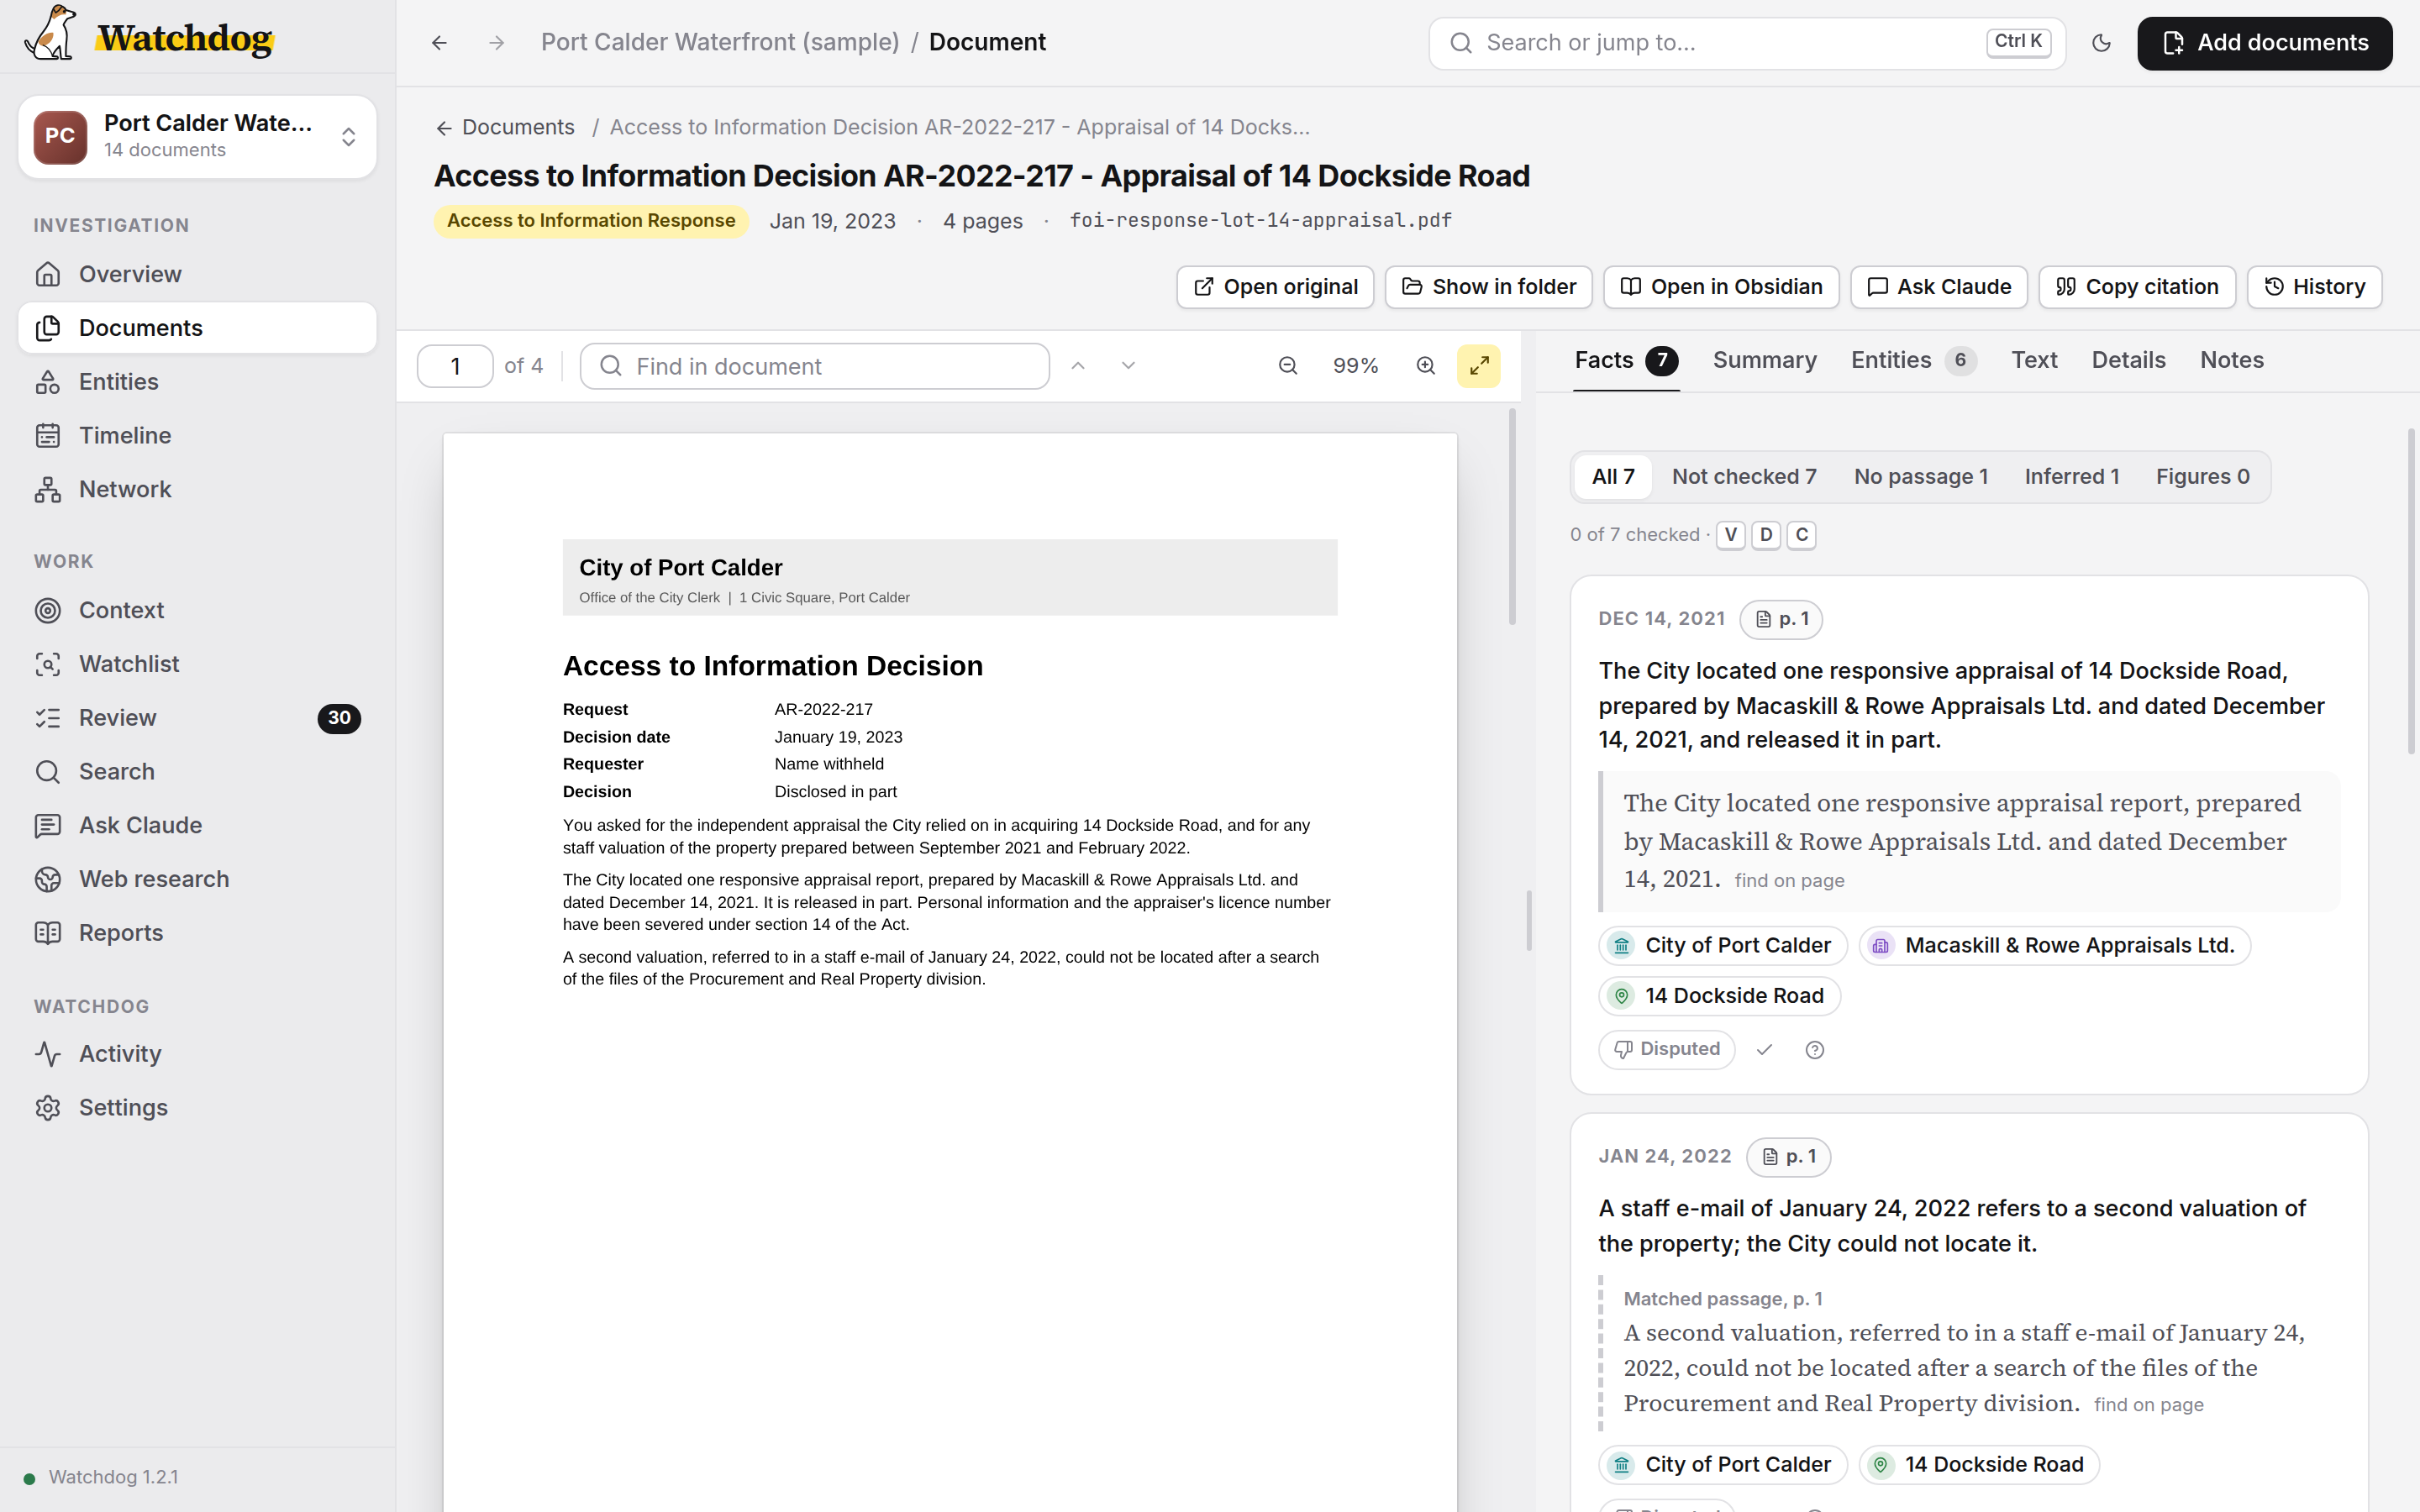 Watchdog
PC
Port Calder Wate...
14 documents
INVESTIGATION
Overview
Documents
Entities
Timeline
Network
WORK
Context
Watchlist
Review
30
Search
Ask Claude
Web research
Reports
WATCHDOG
Activity
Settings
Watchdog 1.2.1
Port Calder Waterfront (sample) / Document
Search or jump to...
Ctrl K
Add documents
Documents / Access to Information Decision AR-2022-217 - Appraisal of 14 Docks...
Access to Information Decision AR-2022-217 - Appraisal of 14 Dockside Road
Access to Information Response Jan 19, 2023 · 4 pages · foi-response-lot-14-appraisal.pdf
Open original
Show in folder
Open in Obsidian
Ask Claude
Copy citation
History
1 of 4
Find in document
99%
City of Port Calder
Office of the City Clerk | 1 Civic Square, Port Calder
Access to Information Decision
Request AR-2022-217
Decision date January 19, 2023
Requester Name withheld
Decision Disclosed in part
You asked for the independent appraisal the City relied on in acquiring 14 Dockside Road, and for any
staff valuation of the property prepared between September 2021 and February 2022.
The City located one responsive appraisal report, prepared by Macaskill & Rowe Appraisals Ltd. and
dated December 14, 2021. It is released in part. Personal information and the appraiser's licence number
have been severed under section 14 of the Act.
A second valuation, referred to in a staff e-mail of January 24, 2022, could not be located after a search
of the files of the Procurement and Real Property division.
Facts 7 Summary Entities 6 Text Details Notes
All 7 Not checked 7 No passage 1 Inferred 1 Figures 0
0 of 7 checked · V D C
DEC 14, 2021 p. 1
The City located one responsive appraisal of 14 Dockside Road,
prepared by Macaskill & Rowe Appraisals Ltd. and dated December
14, 2021, and released it in part.
The City located one responsive appraisal report, prepared
by Macaskill & Rowe Appraisals Ltd. and dated December
14, 2021. find on page
City of Port Calder
Macaskill & Rowe Appraisals Ltd.
14 Dockside Road
Disputed
JAN 24, 2022 p. 1
A staff e-mail of January 24, 2022 refers to a second valuation of
the property; the City could not locate it.
Matched passage, p. 1
A second valuation, referred to in a staff e-mail of January 24,
2022, could not be located after a search of the files of the
Procurement and Real Property division. find on page
City of Port Calder
14 Dockside Road